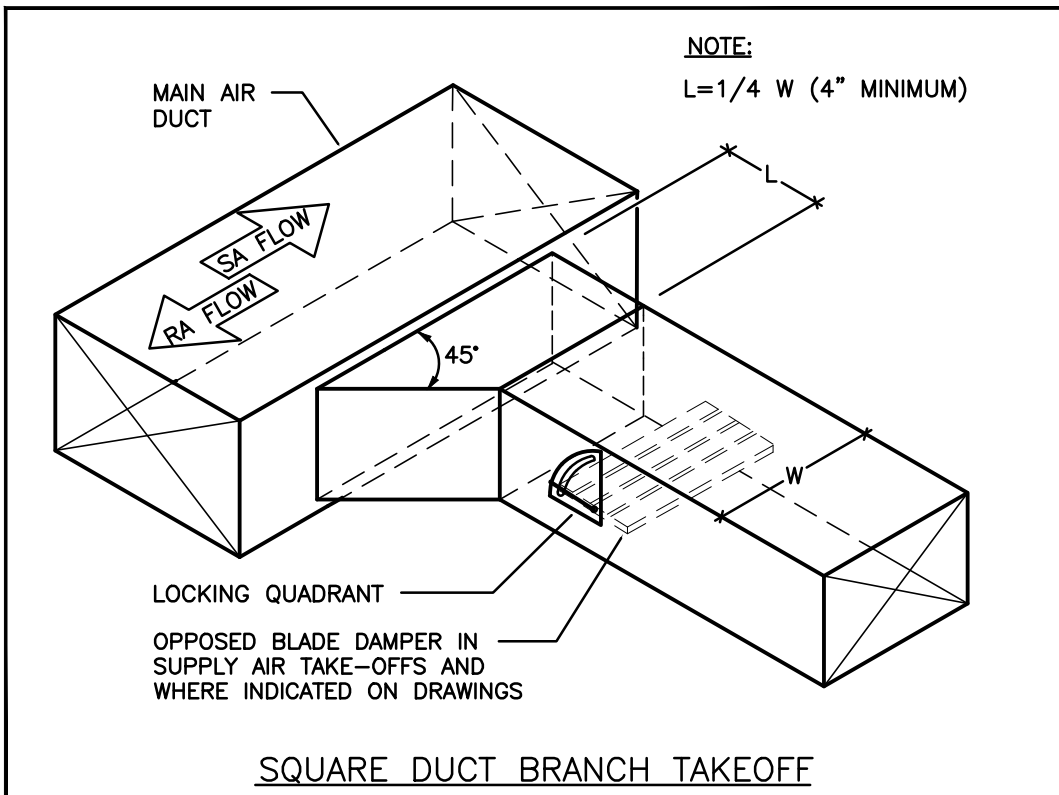 NOTE:
L=1/4 W (4” MINIMUM)
MAIN AIR
DUCT
L
SA FLOW
RA FLOW
45°
W
LOCKING QUADRANT
OPPOSED BLADE DAMPER IN
SUPPLY AIR TAKE-OFFS AND
WHERE INDICATED ON DRAWINGS
SQUARE DUCT BRANCH TAKEOFF